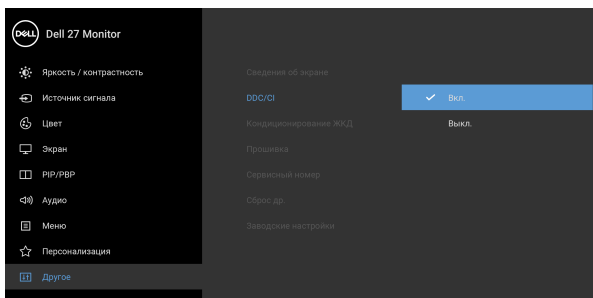 DELL Dell 27 Monitor
Яркость / контрастность
Источник сигнала
Цвет
Экран
PIP/PBP
Аудио
Меню
Персонализация
Другое
Сведения об экране
DDC/CI
Кондиционирование ЖКД
Прошивка
Сервисный номер
Сброс др.
Заводские настройки
Вкл.
Выкл.